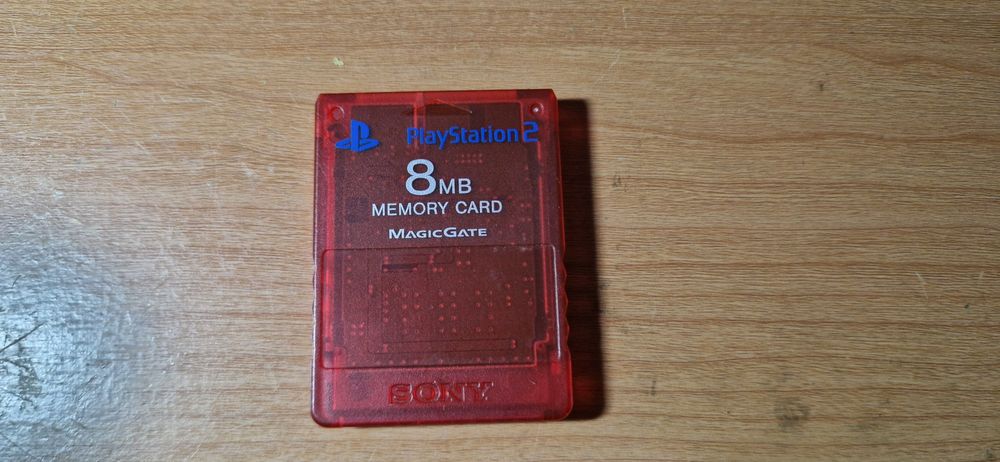 PlayStation 2
8MB
MEMORY CARD
MAGICGATE
SONY